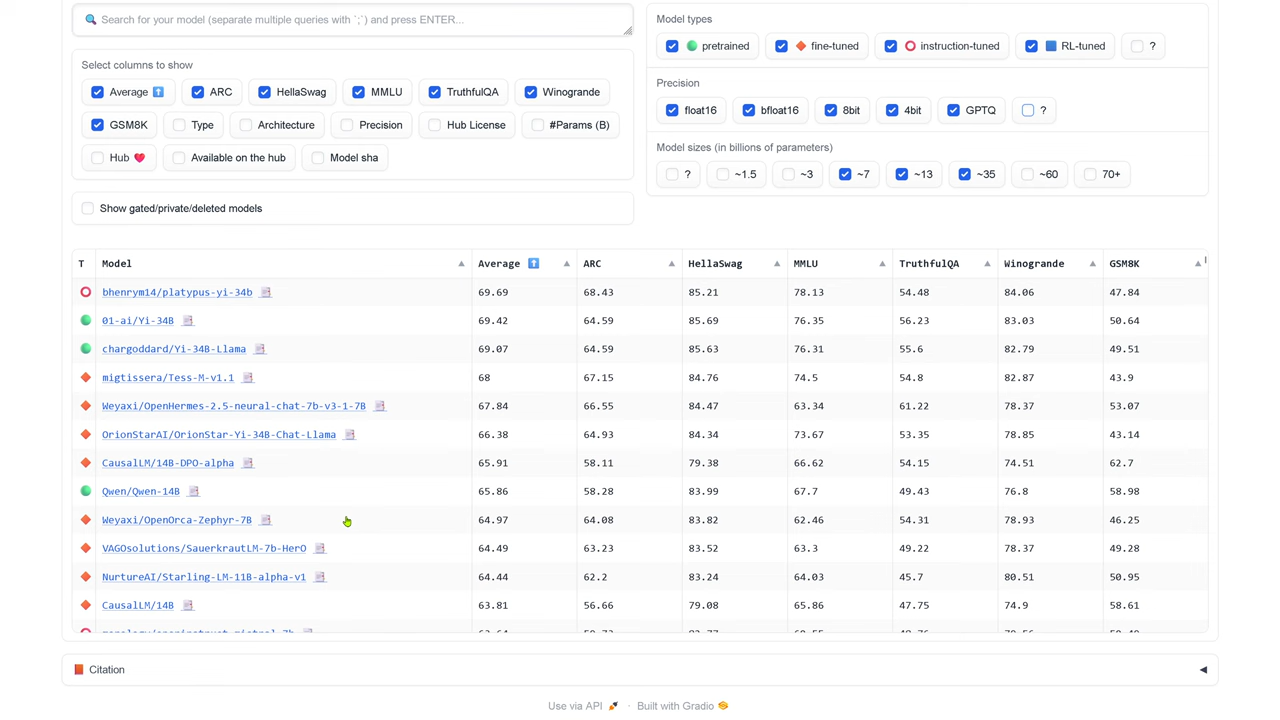 Search for your model (separate multiple queries with `;`) and press ENTER...
Select columns to show
Average ARC HellaSwag MMLU TruthfulQA Winogrande
GSM8K Type Architecture Precision Hub License #Params (B)
Hub Available on the hub Model sha
Show gated/private/deleted models
Model types
pretrained fine-tuned instruction-tuned RL-tuned ?
Precision
float16 bfloat16 8bit 4bit GPTQ ?
Model sizes (in billions of parameters)
? ~1.5 ~3 ~7 ~13 ~35 ~60 70+
T Model Average ARC HellaSwag MMLU TruthfulQA Winogrande GSM8K
bhenrym14/platypus-yi-34b 69.69 68.43 85.21 78.13 54.48 84.06 47.84
01-ai/Yi-34B 69.42 64.59 85.69 76.35 56.23 83.03 50.64
chargoddard/Yi-34B-Llama 69.07 64.59 85.63 76.31 55.6 82.79 49.51
migtissera/Tess-M-v1.1 68 67.15 84.76 74.5 54.8 82.87 43.9
Weyaxi/OpenHermes-2.5-neural-chat-7b-v3-1-7B 67.84 66.55 84.47 63.34 61.22 78.37 53.07
OrionStarAI/OrionStar-Yi-34B-Chat-Llama 66.38 64.93 84.34 73.67 53.35 78.85 43.14
CausalLM/14B-DPO-alpha 65.91 58.11 79.38 66.62 54.15 74.51 62.7
Qwen/Qwen-14B 65.86 58.28 83.99 67.7 49.43 76.8 58.98
Weyaxi/OpenOrca-Zephyr-7B 64.97 64.08 83.82 62.46 54.31 78.93 46.25
VAGOsolutions/SauerkrautLM-7b-HerO 64.49 63.23 83.52 63.3 49.22 78.37 49.28
NurtureAI/Starling-LM-11B-alpha-v1 64.44 62.2 83.24 64.03 45.7 80.51 50.95
CausalLM/14B 63.81 56.66 79.08 65.86 47.75 74.9 58.61
Citation
Use via API · Built with Gradio